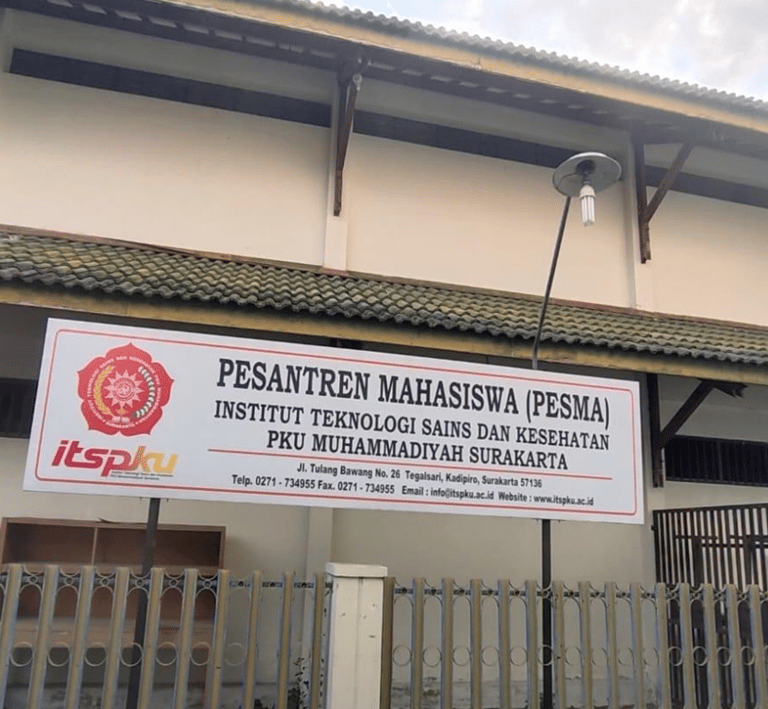 PESANTREN MAHASISWA (PESMA)
INSTITUT TEKNOLOGI SAINS DAN KESEHATAN
PKU MUHAMMADIYAH SURAKARTA
Jl. Tulang Bawang No. 26 Tegalsari, Kadipiro, Surakarta 57136
Telp. 0271 - 734955 Fax. 0271 - 734955 Email : info@itspku.ac.id Website : www.itspku.ac.id
itspku